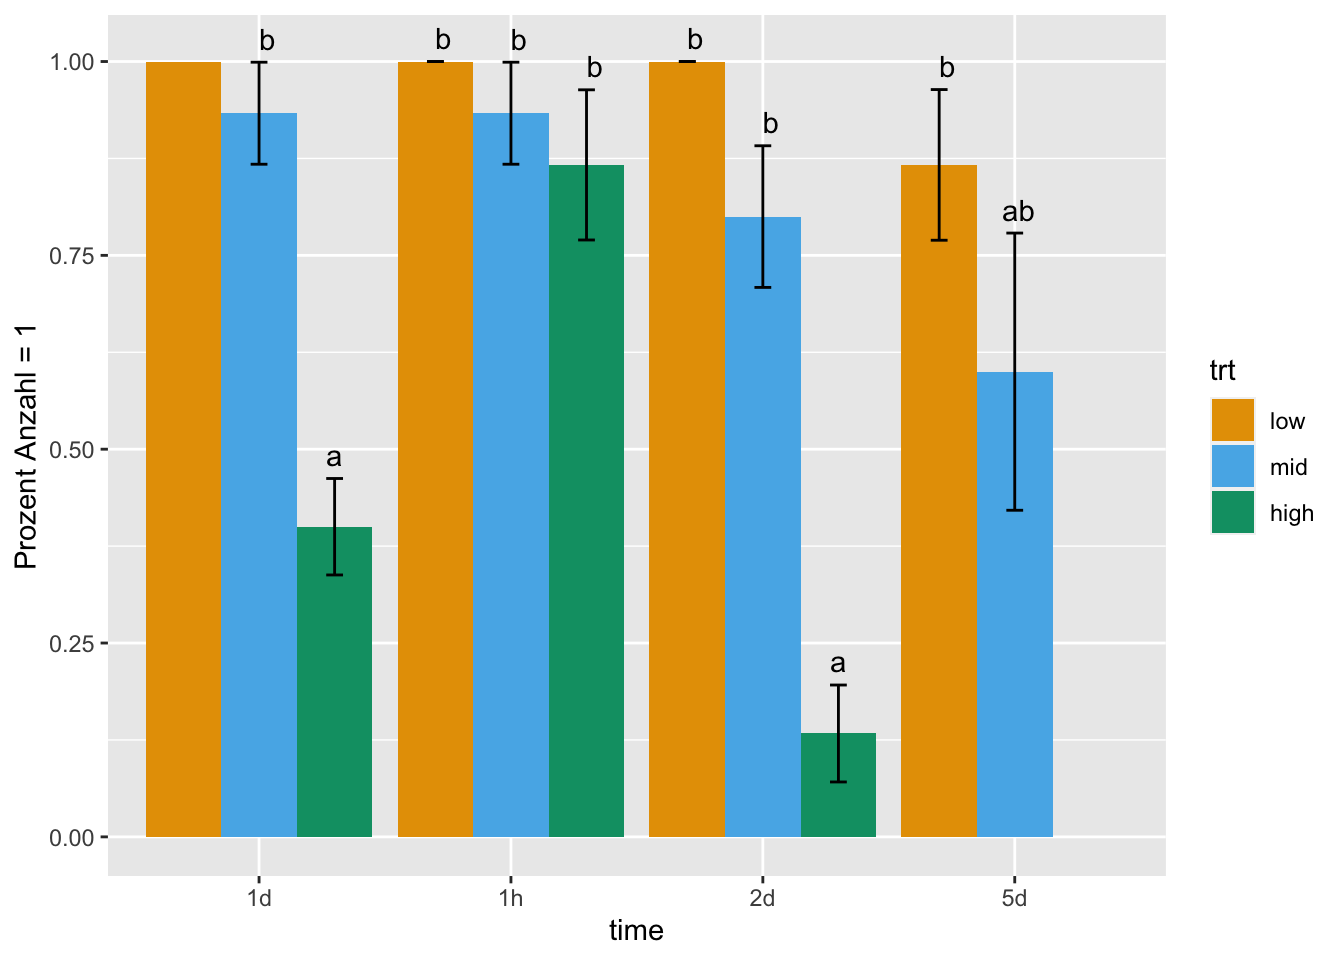 b b b b b b b
ab
a
a
1.00
0.75
0.50
0.25
0.00
Prozent Anzahl = 1
1d 1h 2d 5d
time
trt
low
mid
high